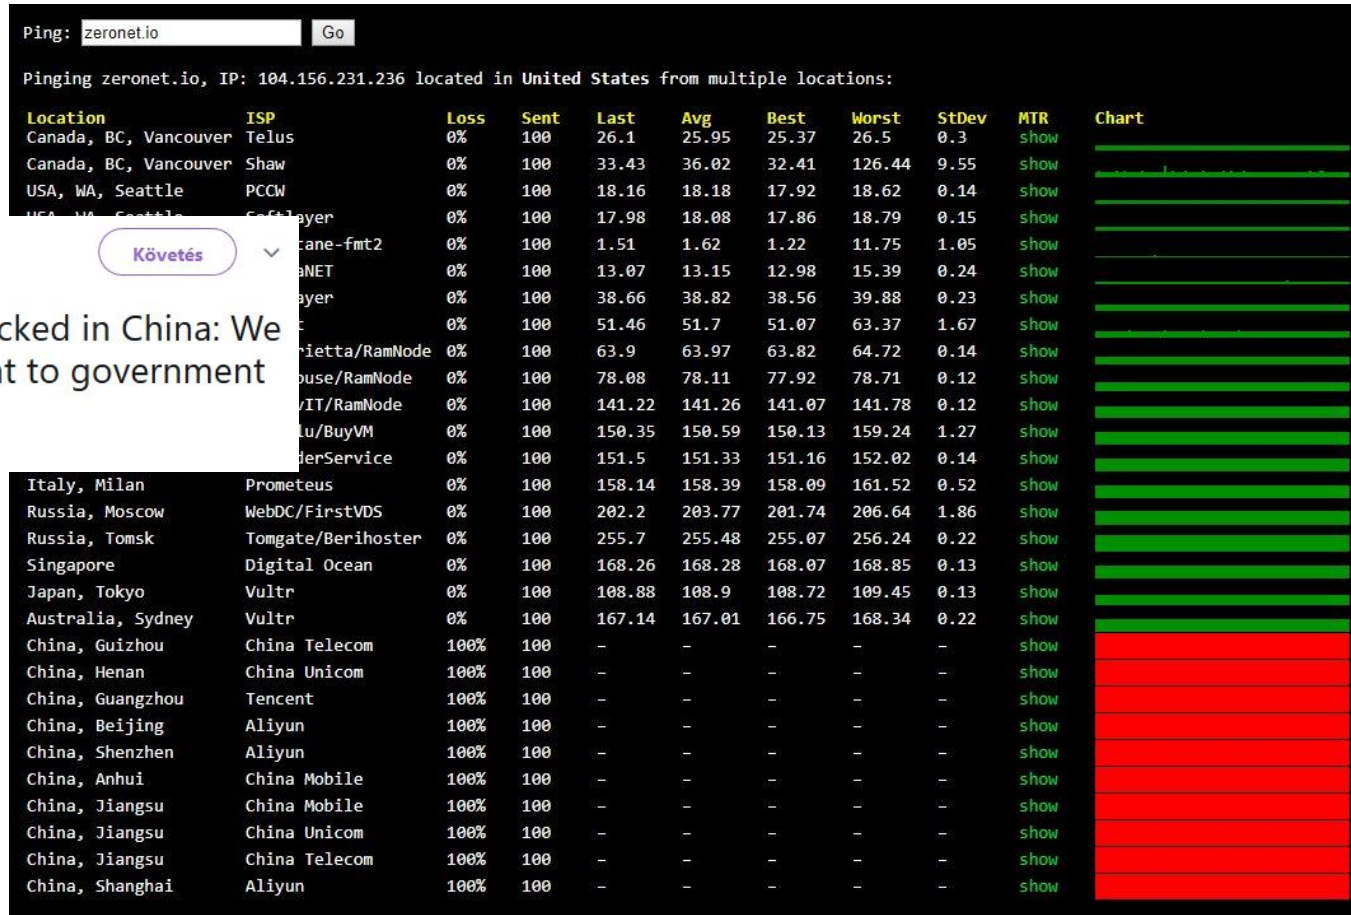 Ping: zeronet.io Go
Pinging zeronet.io, IP: 104.156.231.236 located in United States from multiple locations:
Location ISP Loss Sent Last Avg Best Worst StDev MTR Chart
Canada, BC, Vancouver Telus 0% 100 26.1 25.95 25.37 26.5 0.3 show
Canada, BC, Vancouver Shaw 0% 100 33.43 36.02 32.41 126.44 9.55 show
USA, WA, Seattle PCCW 0% 100 18.16 18.18 17.92 18.62 0.14 show
USA, WA, Seattle Softlayer 0% 100 17.98 18.08 17.86 18.79 0.15 show
Követés
cane-fmt2 0% 100 1.51 1.62 1.22 11.75 1.05 show
aNET 0% 100 13.07 13.15 12.98 15.39 0.24 show
ayer 0% 100 38.66 38.82 38.56 39.88 0.23 show
cked in China: We
0% 100 51.46 51.7 51.07 63.37 1.67 show
rietta/RamNode 0% 100 63.9 63.97 63.82 64.72 0.14 show
t to government
ouse/RamNode 0% 100 78.08 78.11 77.92 78.71 0.12 show
vIT/RamNode 0% 100 141.22 141.26 141.07 141.78 0.12 show
lu/BuyVM 0% 100 150.35 150.59 150.13 159.24 1.27 show
derService 0% 100 151.5 151.33 151.16 152.02 0.14 show
Italy, Milan Prometeus 0% 100 158.14 158.39 158.09 161.52 0.52 show
Russia, Moscow WebDC/FirstVDS 0% 100 202.2 203.77 201.74 206.64 1.86 show
Russia, Tomsk Tomgate/Berihoster 0% 100 255.7 255.48 255.07 256.24 0.22 show
Singapore Digital Ocean 0% 100 168.26 168.28 168.07 168.85 0.13 show
Japan, Tokyo Vultr 0% 100 108.88 108.9 108.72 109.45 0.13 show
Australia, Sydney Vultr 0% 100 167.14 167.01 166.75 168.34 0.22 show
China, Guizhou China Telecom 100% 100 – – – – – show
China, Henan China Unicom 100% 100 – – – – – show
China, Guangzhou Tencent 100% 100 – – – – – show
China, Beijing Aliyun 100% 100 – – – – – show
China, Shenzhen Aliyun 100% 100 – – – – – show
China, Anhui China Mobile 100% 100 – – – – – show
China, Jiangsu China Mobile 100% 100 – – – – – show
China, Jiangsu China Unicom 100% 100 – – – – – show
China, Jiangsu China Telecom 100% 100 – – – – – show
China, Shanghai Aliyun 100% 100 – – – – – show